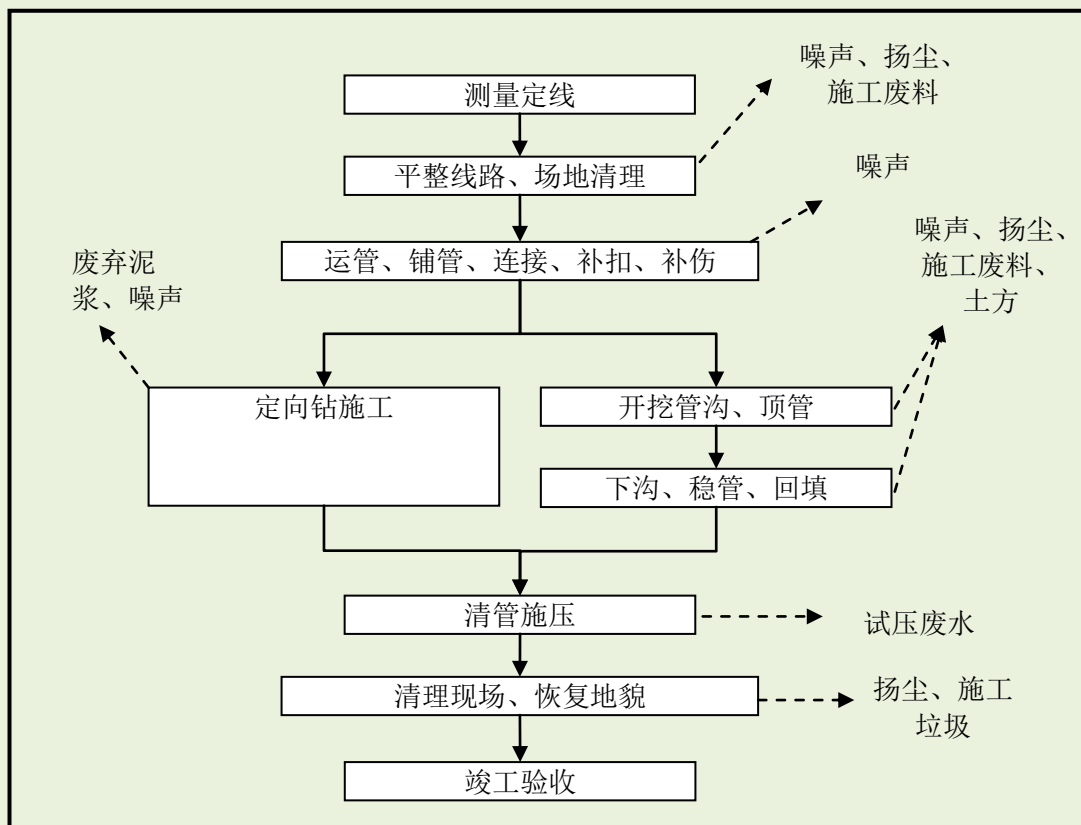 噪声、扬尘、
施工废料
测量定线
平整线路、场地清理
噪声
运管、铺管、连接、补扣、补伤
噪声、扬尘、
施工废料、
土方
废弃泥
浆、噪声
定向钻施工
开挖管沟、顶管
下沟、稳管、回填
清管施压
试压废水
清理现场、恢复地貌
扬尘、施工
垃圾
竣工验收